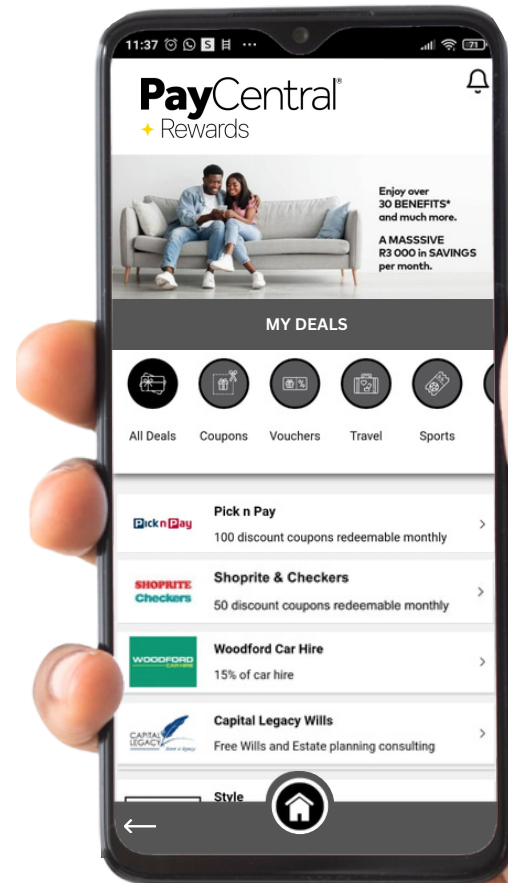 11:37
S
71
PayCentral®
Rewards
Enjoy over
30 BENEFITS*
and much more.
A MASSSIVE
R3 000 in SAVINGS
per month.
MY DEALS
All Deals
Coupons
Vouchers
Travel
Sports
Pick n Pay
Pick n Pay
100 discount coupons redeemable monthly
SHOPRITE
Checkers
Shoprite & Checkers
50 discount coupons redeemable monthly
WOODFORD
CAR HIRE
Woodford Car Hire
15% of car hire
CAPITAL
LEGACY
Capital Legacy Wills
Free Wills and Estate planning consulting
Style